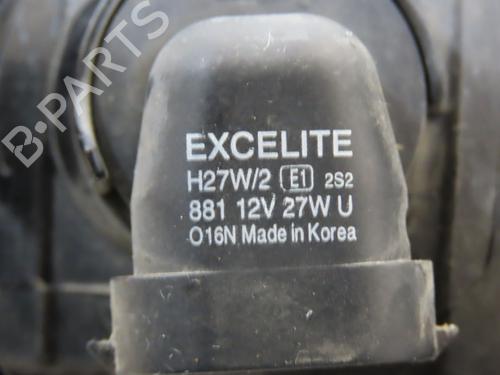 B-PARTS
EXCELITE
H27W/2 E1 2S2
881 12V 27W U
O16N Made in Korea